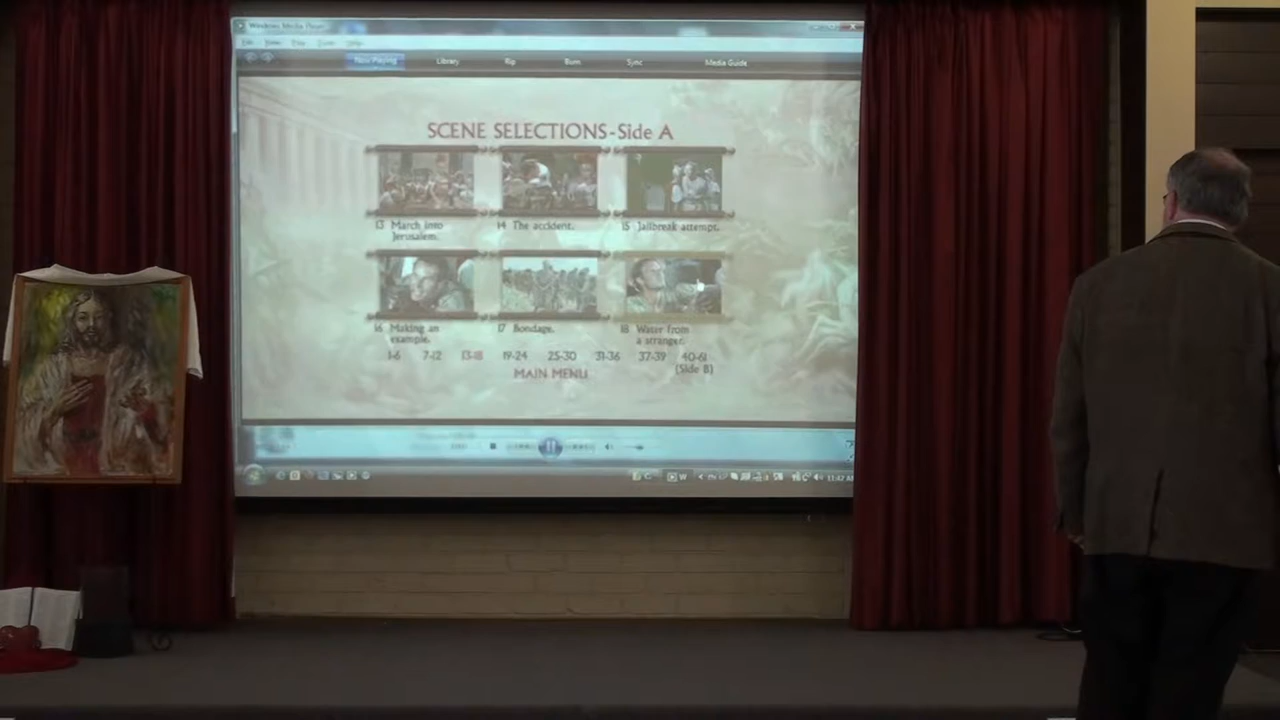 Windows Media Player
Now Playing Library Rip Burn Sync Media Guide
SCENE SELECTIONS-Side A
13 March into
Jerusalem.
14 The accident.
15 Jailbreak attempt.
16 Making an
example.
17 Bondage.
18 Water from
a stranger.
1-6 7-12 13-18 19-24 25-30 31-36 37-39 40-61
(Side B)
MAIN MENU